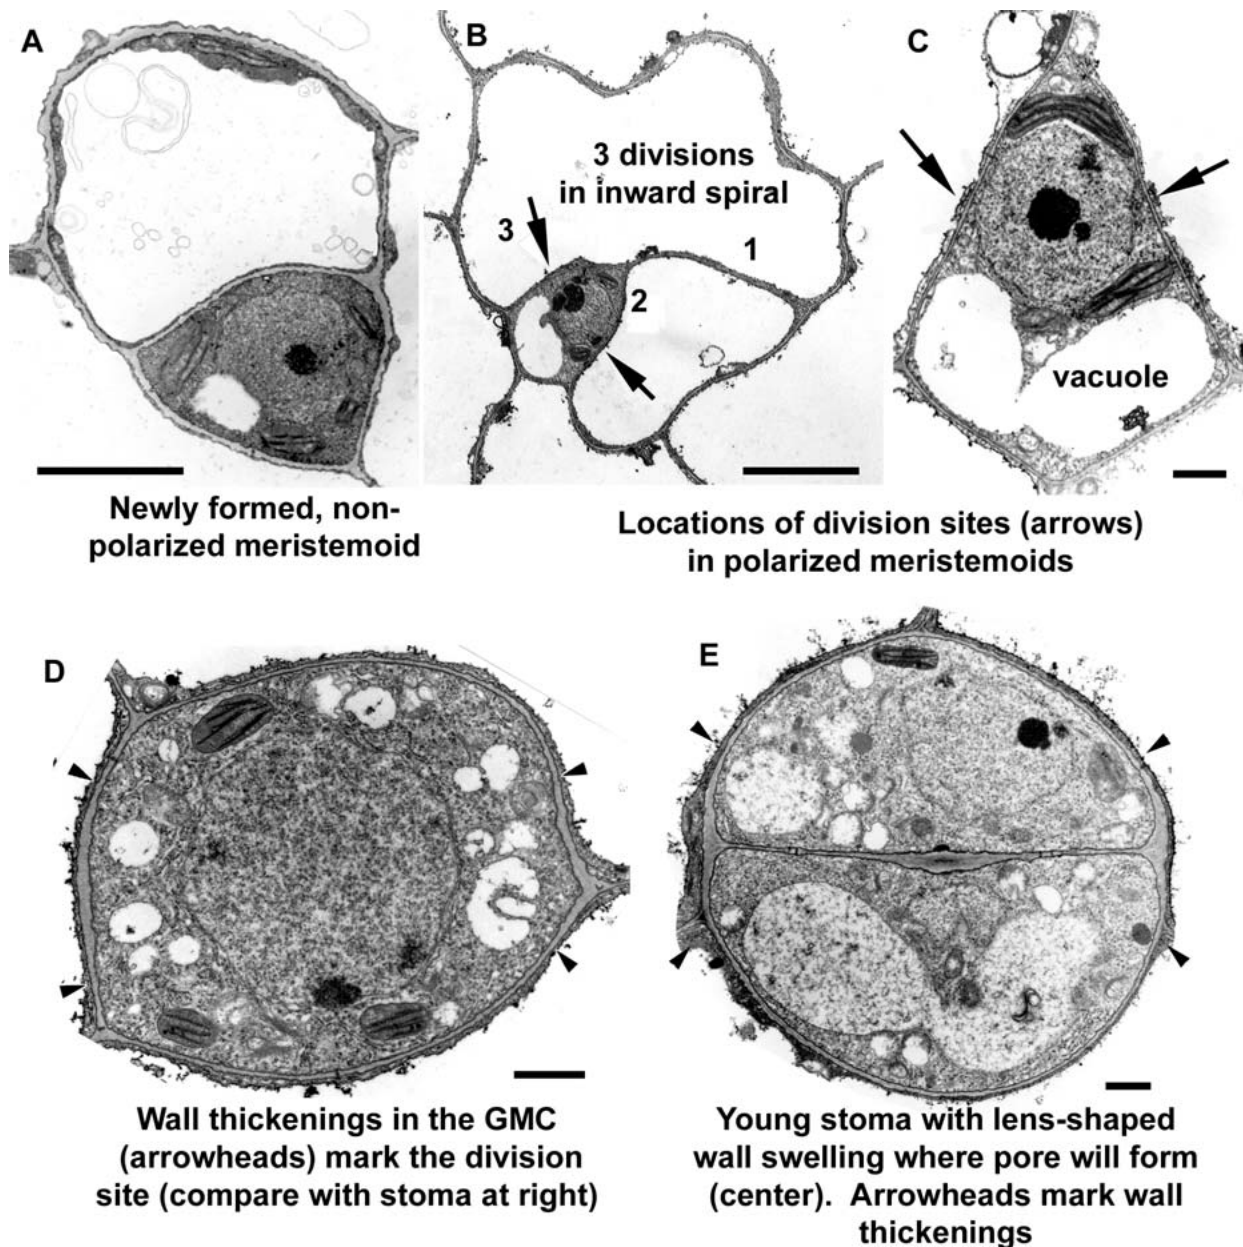 A
B
C
3 divisions
in inward spiral
3
1
2
vacuole
Newly formed, non-
polarized meristemoid
Locations of division sites (arrows)
in polarized meristemoids
D
E
Wall thickenings in the GMC
(arrowheads) mark the division
site (compare with stoma at right)
Young stoma with lens-shaped
wall swelling where pore will form
(center).  Arrowheads mark wall
thickenings